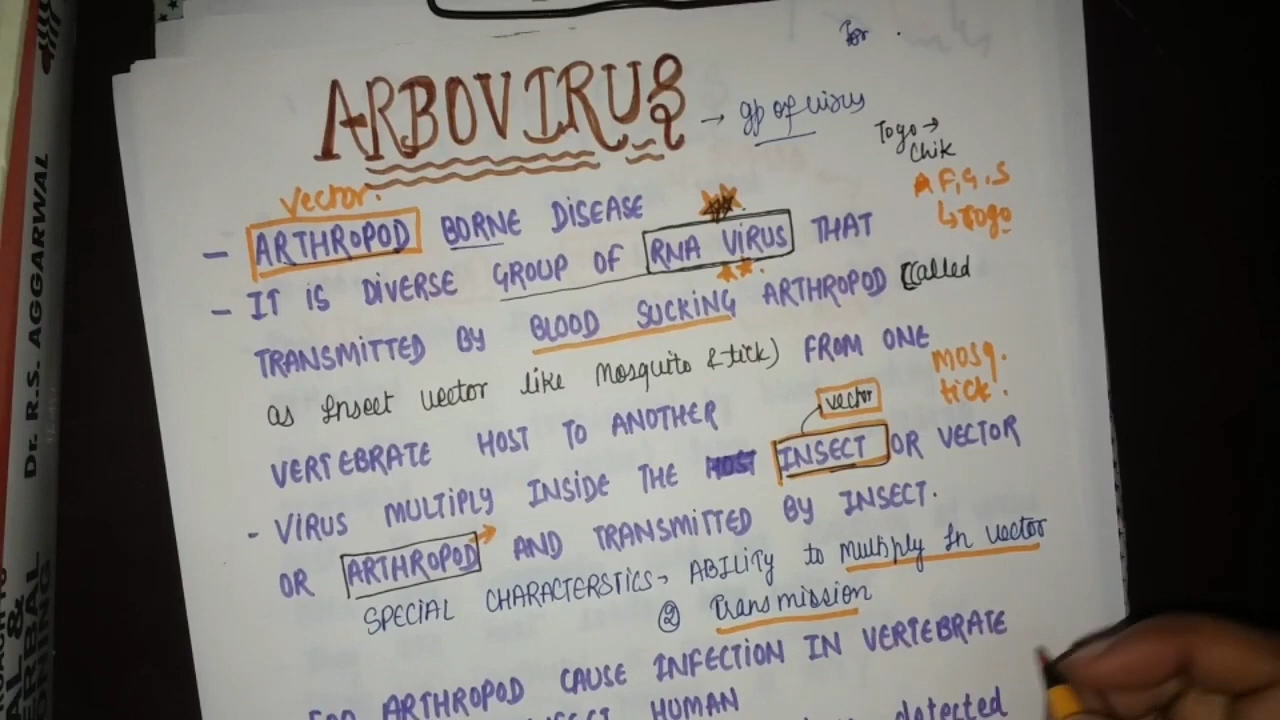 ARBOVIRUS → gp of virus
Togo →
Chik
F, G, S
↳ Togo
vector.
- ARTHROPOD BORNE DISEASE
- IT IS DIVERSE GROUP OF RNA VIRUS THAT
TRANSMITTED BY BLOOD SUCKING ARTHROPOD (called
as Insect vector like Mosquito & tick) FROM ONE
mosq.
tick.
VERTEBRATE HOST TO ANOTHER
vector
- VIRUS MULTIPLY INSIDE THE INSECT OR VECTOR
OR ARTHROPOD AND TRANSMITTED BY INSECT.
SPECIAL CHARACTERSTICS → ABILITY to multiply In vector
② Transmission
ARTHROPOD CAUSE INFECTION IN VERTEBRATE
HUMAN
detected
Dr. R.S. AGGARWAL